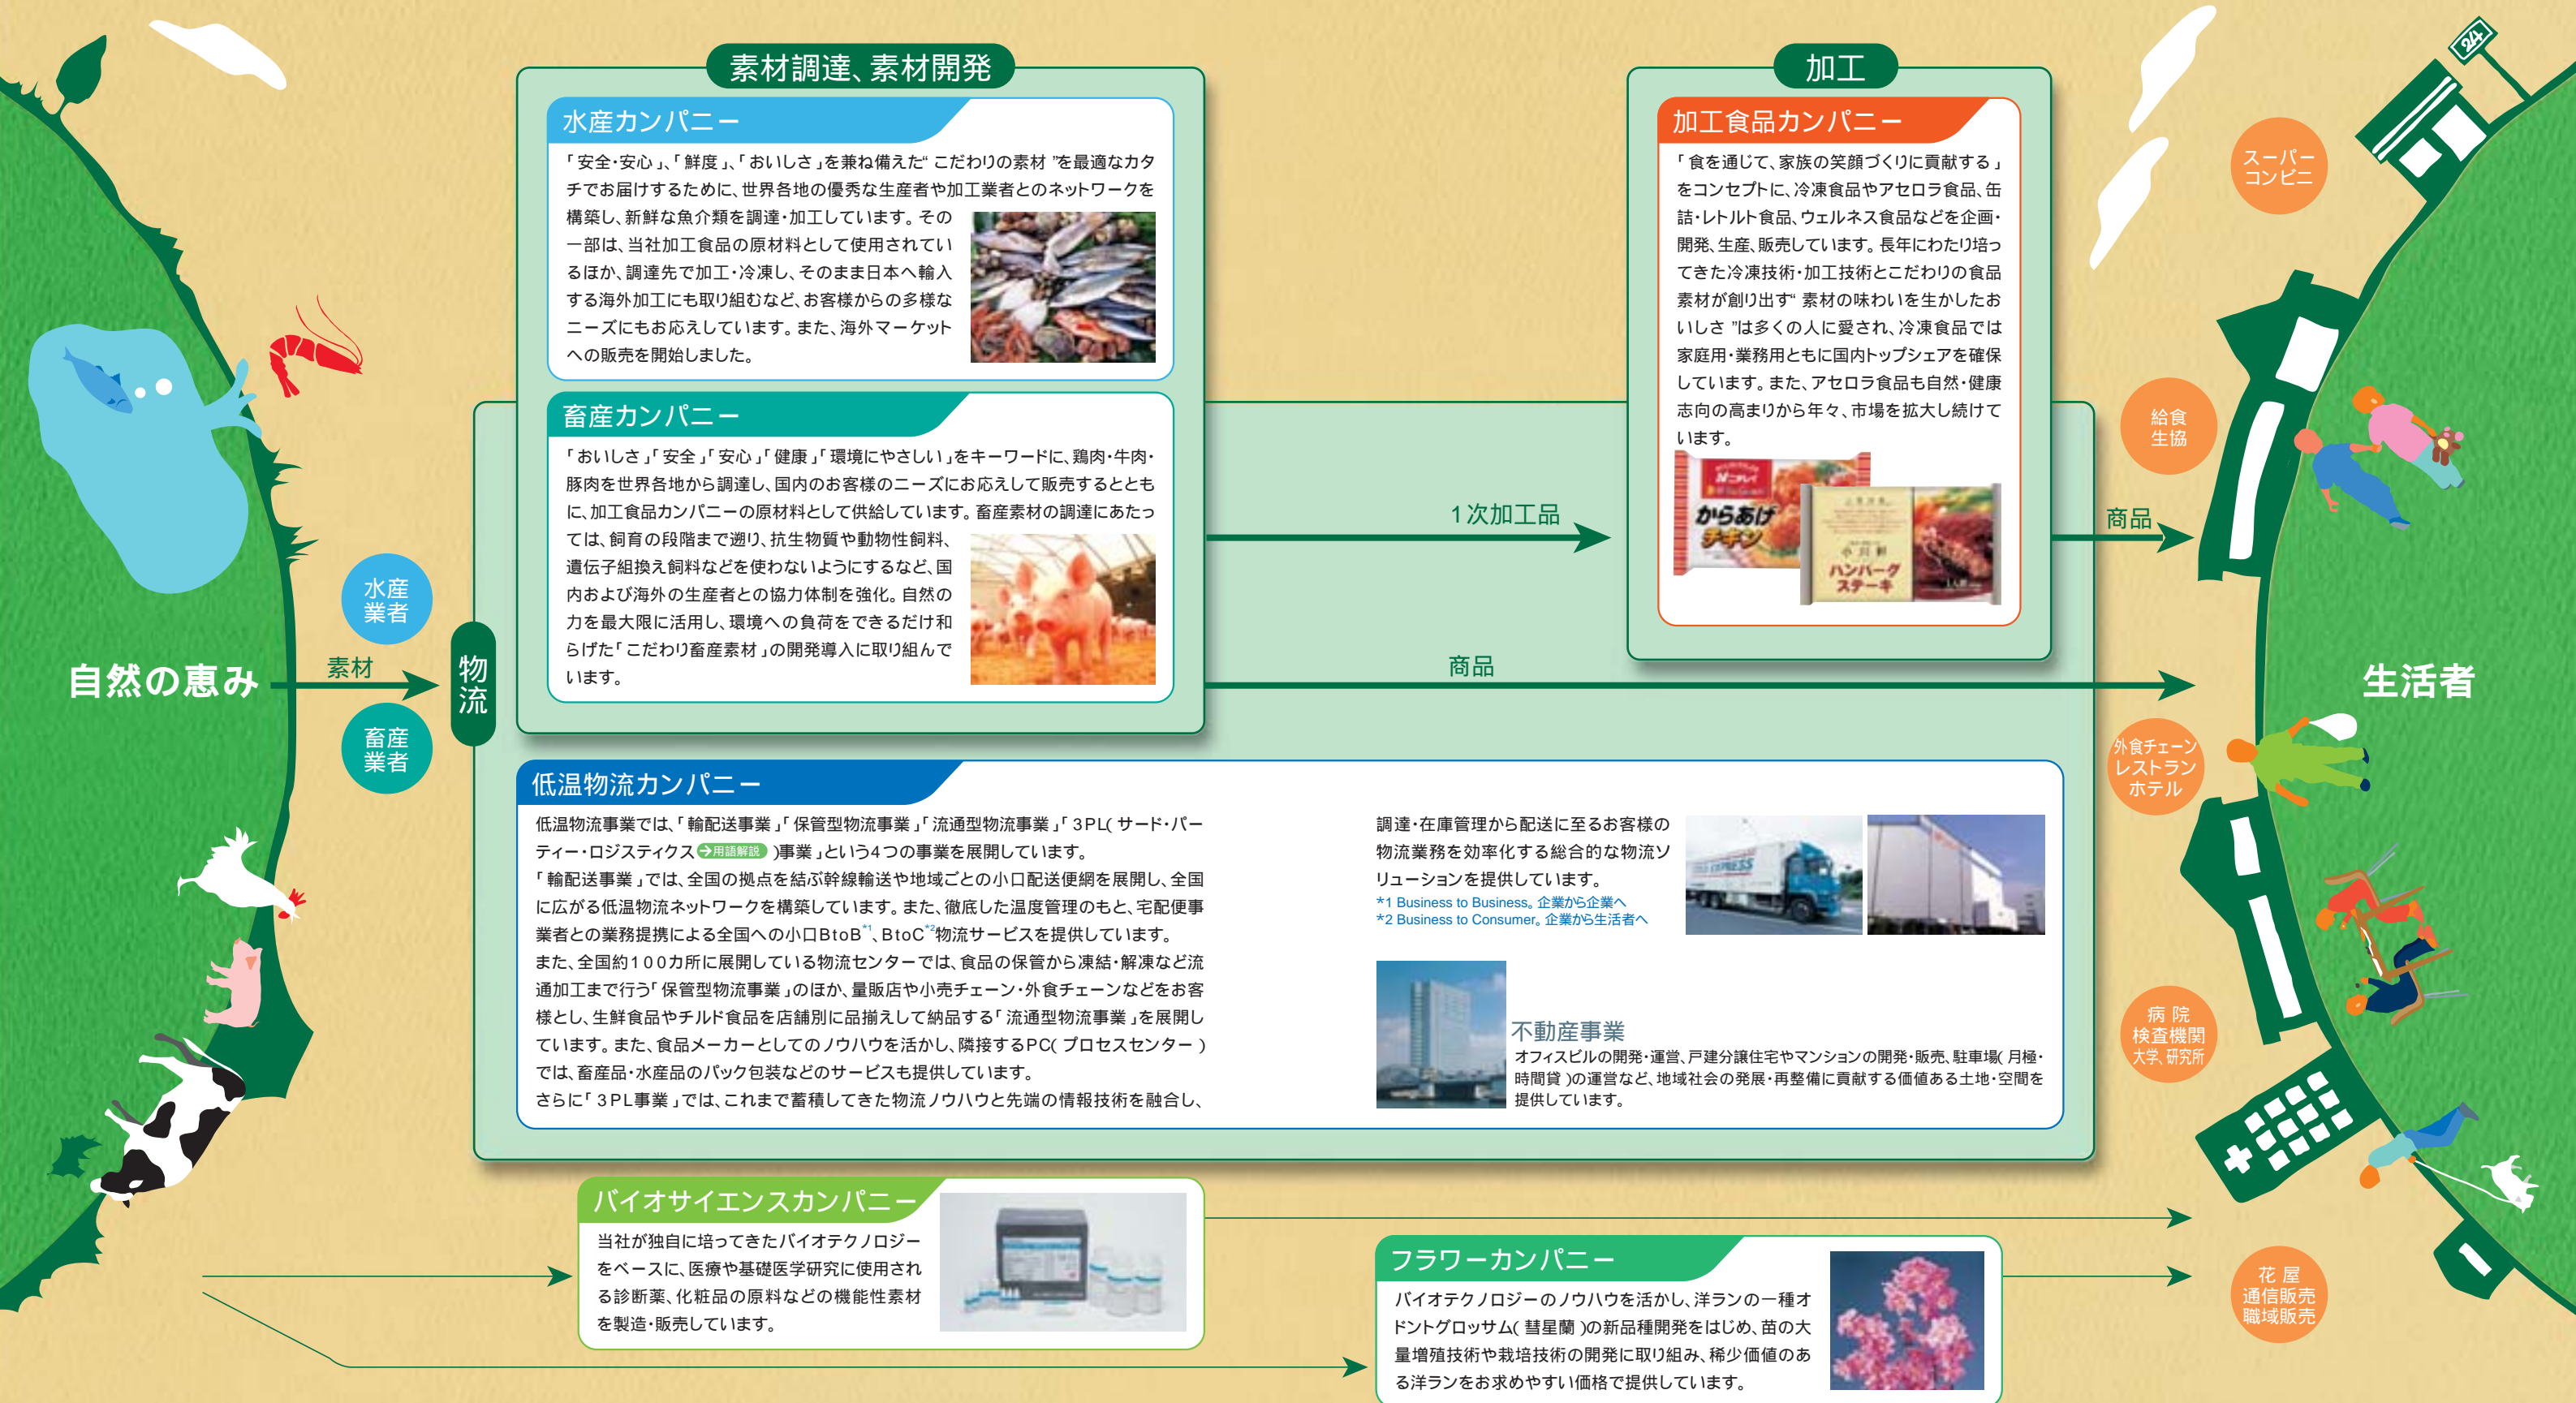 素材調達、素材開発
水産カンパニー
「安全・安心」、「鮮度」、「おいしさ」を兼ね備えた“こだわりの素材”を最適なカタ
チでお届けするために、世界各地の優秀な生産者や加工業者とのネットワークを
構築し、新鮮な魚介類を調達・加工しています。その
一部は、当社加工食品の原材料として使用されてい
るほか、調達先で加工・冷凍し、そのまま日本へ輸入
する海外加工にも取り組むなど、お客様からの多様な
ニーズにもお応えしています。また、海外マーケット
への販売を開始しました。
畜産カンパニー
「おいしさ」「安全」「安心」「健康」「環境にやさしい」をキーワードに、鶏肉・牛肉・
豚肉を世界各地から調達し、国内のお客様のニーズにお応えして販売するととも
に、加工食品カンパニーの原材料として供給しています。畜産素材の調達にあたっ
ては、飼育の段階まで遡り、抗生物質や動物性飼料、
遺伝子組換え飼料などを使わないようにするなど、国
内および海外の生産者との協力体制を強化。自然の
力を最大限に活用し、環境への負荷をできるだけ和
らげた「こだわり畜産素材」の開発導入に取り組んで
います。
加工
加工食品カンパニー
「食を通じて、家族の笑顔づくりに貢献する」
をコンセプトに、冷凍食品やアセロラ食品、缶
詰・レトルト食品、ウェルネス食品などを企画・
開発、生産、販売しています。長年にわたり培っ
てきた冷凍技術・加工技術とこだわりの食品
素材が創り出す“素材の味わいを生かしたお
いしさ”は多くの人に愛され、冷凍食品では
家庭用・業務用ともに国内トップシェアを確保
しています。また、アセロラ食品も自然・健康
志向の高まりから年々、市場を拡大し続けて
います。
ニチレイ
からあげ
チキン
小川軒
ハンバーグ
ステーキ
自然の恵み
素材
水産
業者
畜産
業者
物流
1次加工品
商品
商品
生活者
24
スーパー
コンビニ
給食
生協
外食チェーン
レストラン
ホテル
病院
検査機関
大学、研究所
花屋
通信販売
職域販売
低温物流カンパニー
低温物流事業では、「輸配送事業」「保管型物流事業」「流通型物流事業」「3PL(サード・パー
ティー・ロジスティクス→用語解説)事業」という4つの事業を展開しています。
「輸配送事業」では、全国の拠点を結ぶ幹線輸送や地域ごとの小口配送便網を展開し、全国
に広がる低温物流ネットワークを構築しています。また、徹底した温度管理のもと、宅配便事
業者との業務提携による全国への小口BtoB*1、BtoC*2物流サービスを提供しています。
また、全国約100カ所に展開している物流センターでは、食品の保管から凍結・解凍など流
通加工まで行う「保管型物流事業」のほか、量販店や小売チェーン・外食チェーンなどをお客
様とし、生鮮食品やチルド食品を店舗別に品揃えして納品する「流通型物流事業」を展開し
ています。また、食品メーカーとしてのノウハウを活かし、隣接するPC(プロセスセンター)
では、畜産品・水産品のパック包装などのサービスも提供しています。
さらに「3PL事業」では、これまで蓄積してきた物流ノウハウと先端の情報技術を融合し、
調達・在庫管理から配送に至るお客様の
物流業務を効率化する総合的な物流ソ
リューションを提供しています。
*1 Business to Business。企業から企業へ
*2 Business to Consumer。企業から生活者へ
EXPRESS
不動産事業
オフィスビルの開発・運営、戸建分譲住宅やマンションの開発・販売、駐車場(月極・
時間貸)の運営など、地域社会の発展・再整備に貢献する価値ある土地・空間を
提供しています。
バイオサイエンスカンパニー
当社が独自に培ってきたバイオテクノロジー
をベースに、医療や基礎医学研究に使用され
る診断薬、化粧品の原料などの機能性素材
を製造・販売しています。
フラワーカンパニー
バイオテクノロジーのノウハウを活かし、洋ランの一種オ
ドントグロッサム(彗星蘭)の新品種開発をはじめ、苗の大
量増殖技術や栽培技術の開発に取り組み、稀少価値のあ
る洋ランをお求めやすい価格で提供しています。